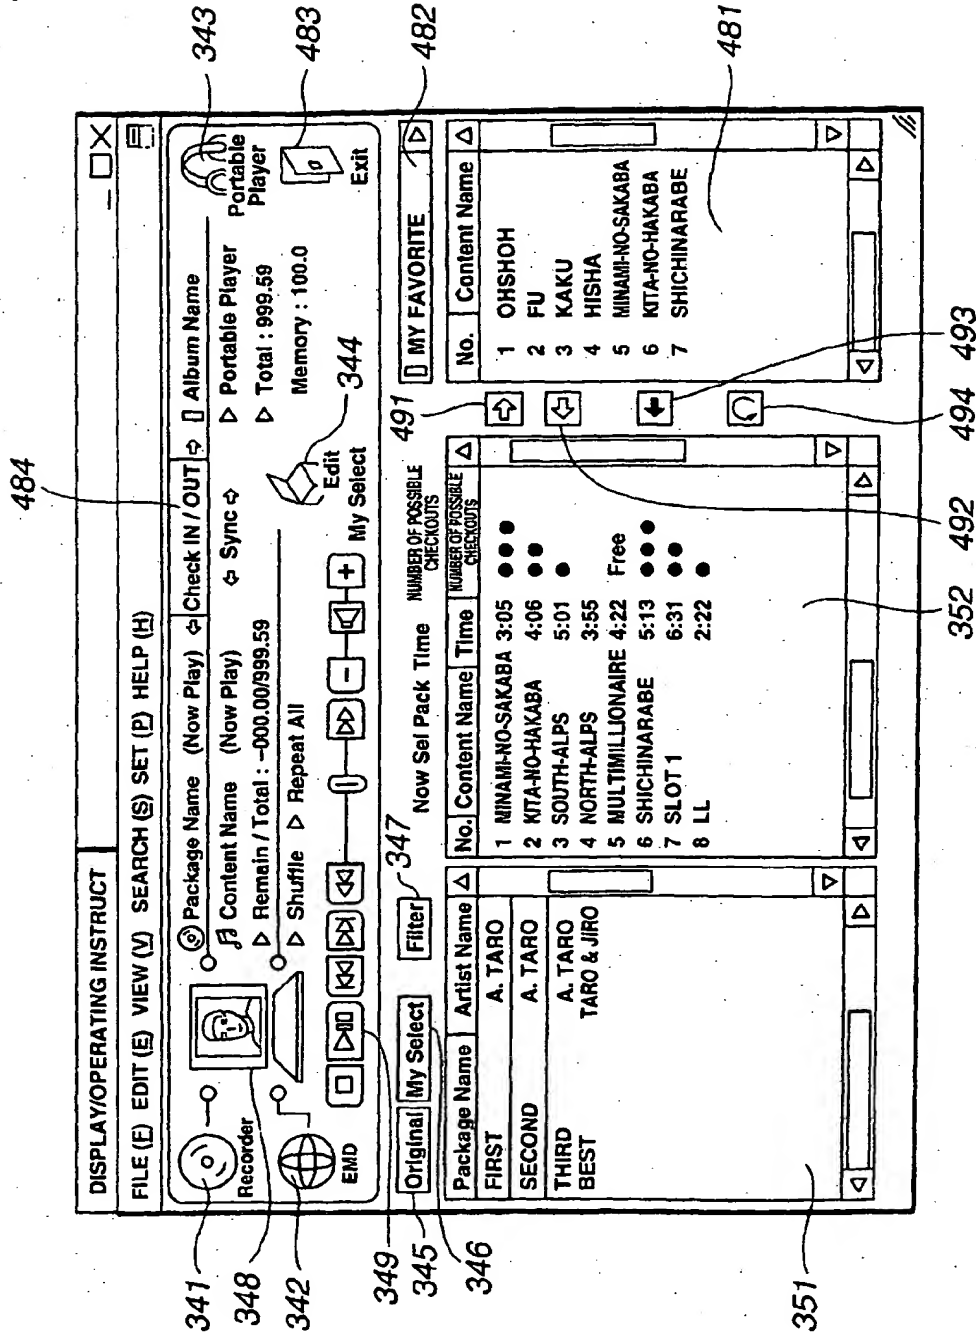 DISPLAY/OPERATING INSTRUCT
FILE (F) EDIT (E) VIEW (V) SEARCH (S) SET (P) HELP (H)
484
341
348
342
349
345
346
347
344
343
483
482
481
Recorder
EMD
Package Name (Now Play) Check IN / OUT Album Name
Content Name (Now Play) Sync Portable Player
Remain / Total : -000.00/999.59 Total : 999.59
Shuffle Repeat All Memory : 100.0
Portable
Player
Edit
My Select
Exit
Original My Select Filter
Now Sel Pack Time NUMBER OF POSSIBLE
CHECKOUTS
MY FAVORITE
Package Name Artist Name
FIRST A. TARO
SECOND A. TARO
THIRD A. TARO
BEST TARO & JIRO
No. Content Name Time NUMBER OF POSSIBLE
CHECKOUTS
1 MINAMI-NO-SAKABA 3:05 ●●●
2 KITA-NO-HAKABA 4:06 ●●
3 SOUTH-ALPS 5:01 ●
4 NORTH-ALPS 3:55
5 MULTIMILLIONAIRE 4:22 Free
6 SHICHINARABE 5:13 ●●●
7 SLOT 1 6:31 ●●
8 LL 2:22 ●
No. Content Name
1 OHSHOH
2 FU
3 KAKU
4 HISHA
5 MINAMI-NO-SAKABA
6 KITA-NO-HAKABA
7 SHICHINARABE
491
492
493
494
351
352